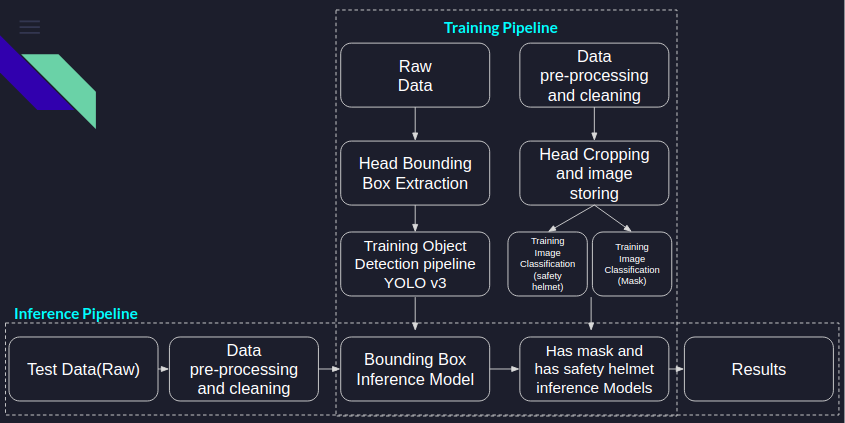 Training Pipeline
Raw
Data
Data
pre-processing
and cleaning
Head Bounding
Box Extraction
Head Cropping
and image
storing
Training Object
Detection pipeline
YOLO v3
Training
Image
Classification
(safety
helmet)
Training
Image
Classification
(Mask)
Inference Pipeline
Test Data(Raw)
Data
pre-processing
and cleaning
Bounding Box
Inference Model
Has mask and
has safety helmet
inference Models
Results